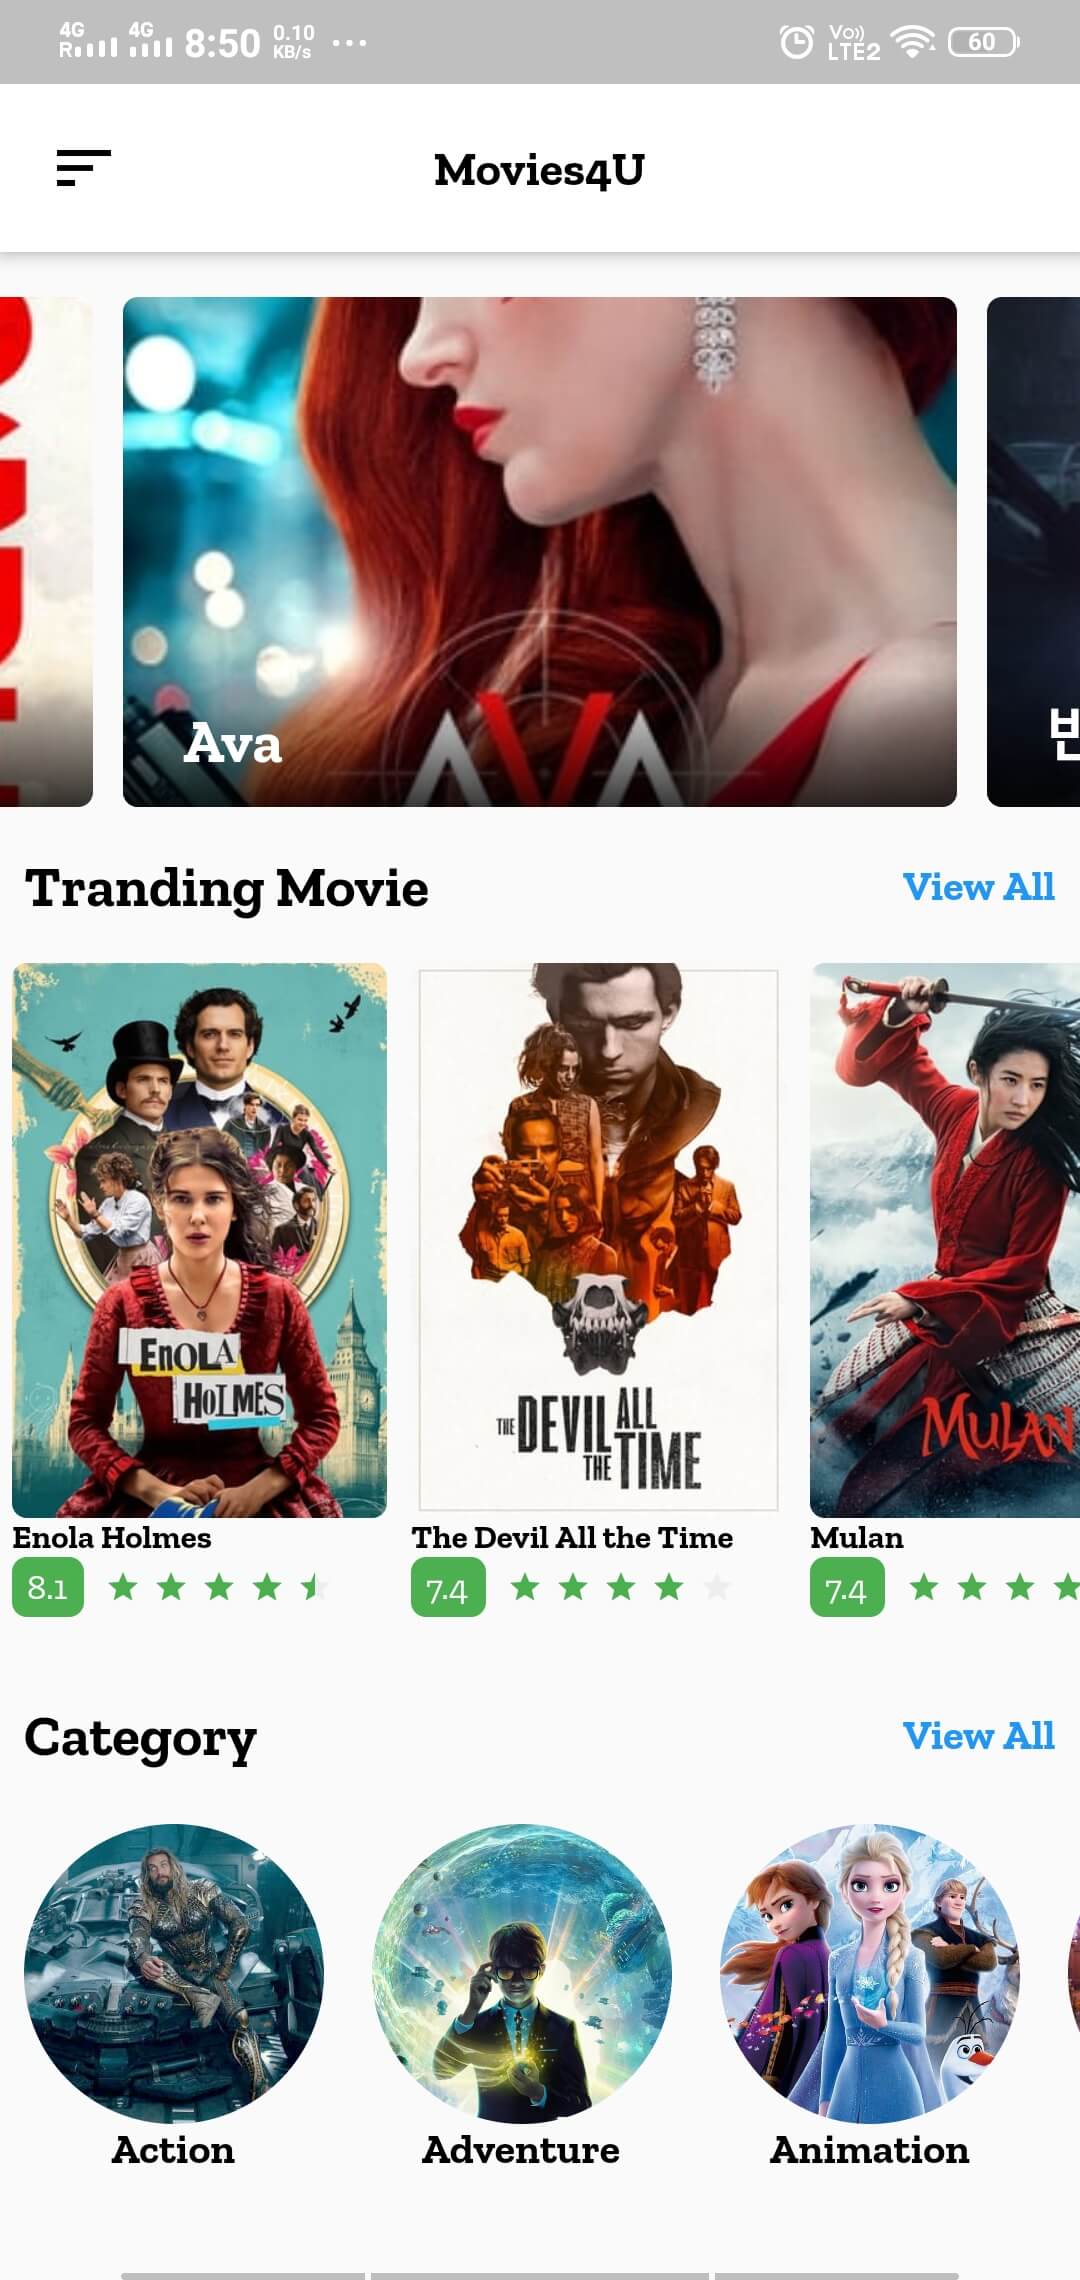 4G 4G 8:50 0.10 KB/s ... Vo)) LTE2 60
R
Movies4U
AVA
Ava
Tranding Movie View All
ENOLA
HOLMES
THE DEVIL ALL
THE TIME
MULAN
Enola Holmes The Devil All the Time Mulan
8.1 7.4 7.4
Category View All
Action Adventure Animation